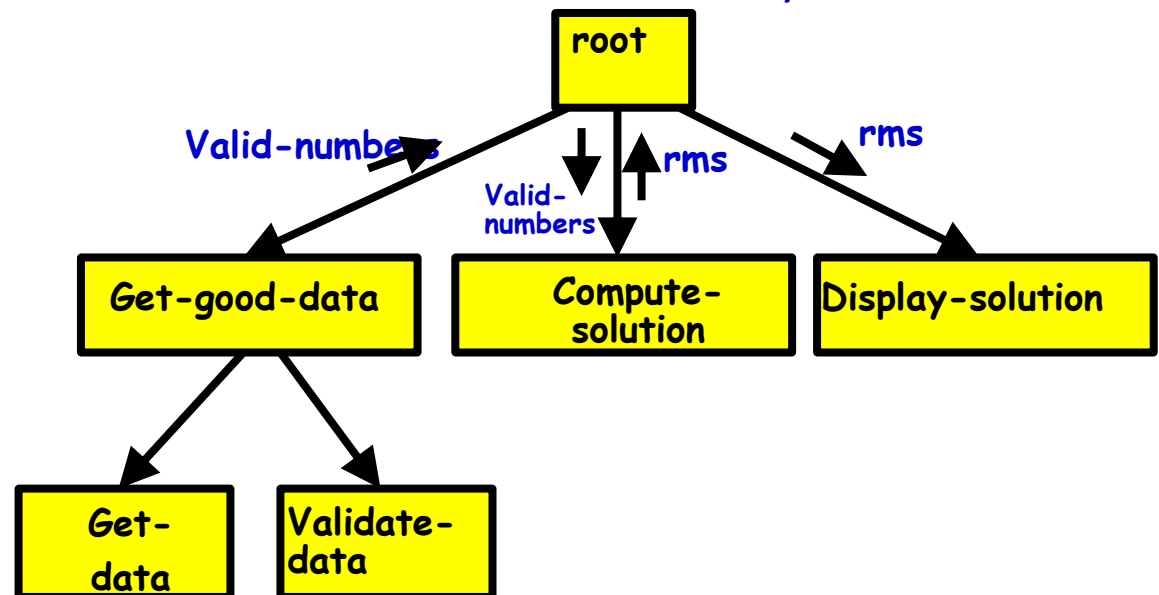 root
Valid-numbers
rms
rms
Valid-
numbers
Get-good-data
Compute-
solution
Display-solution
Get-
data
Validate-
data